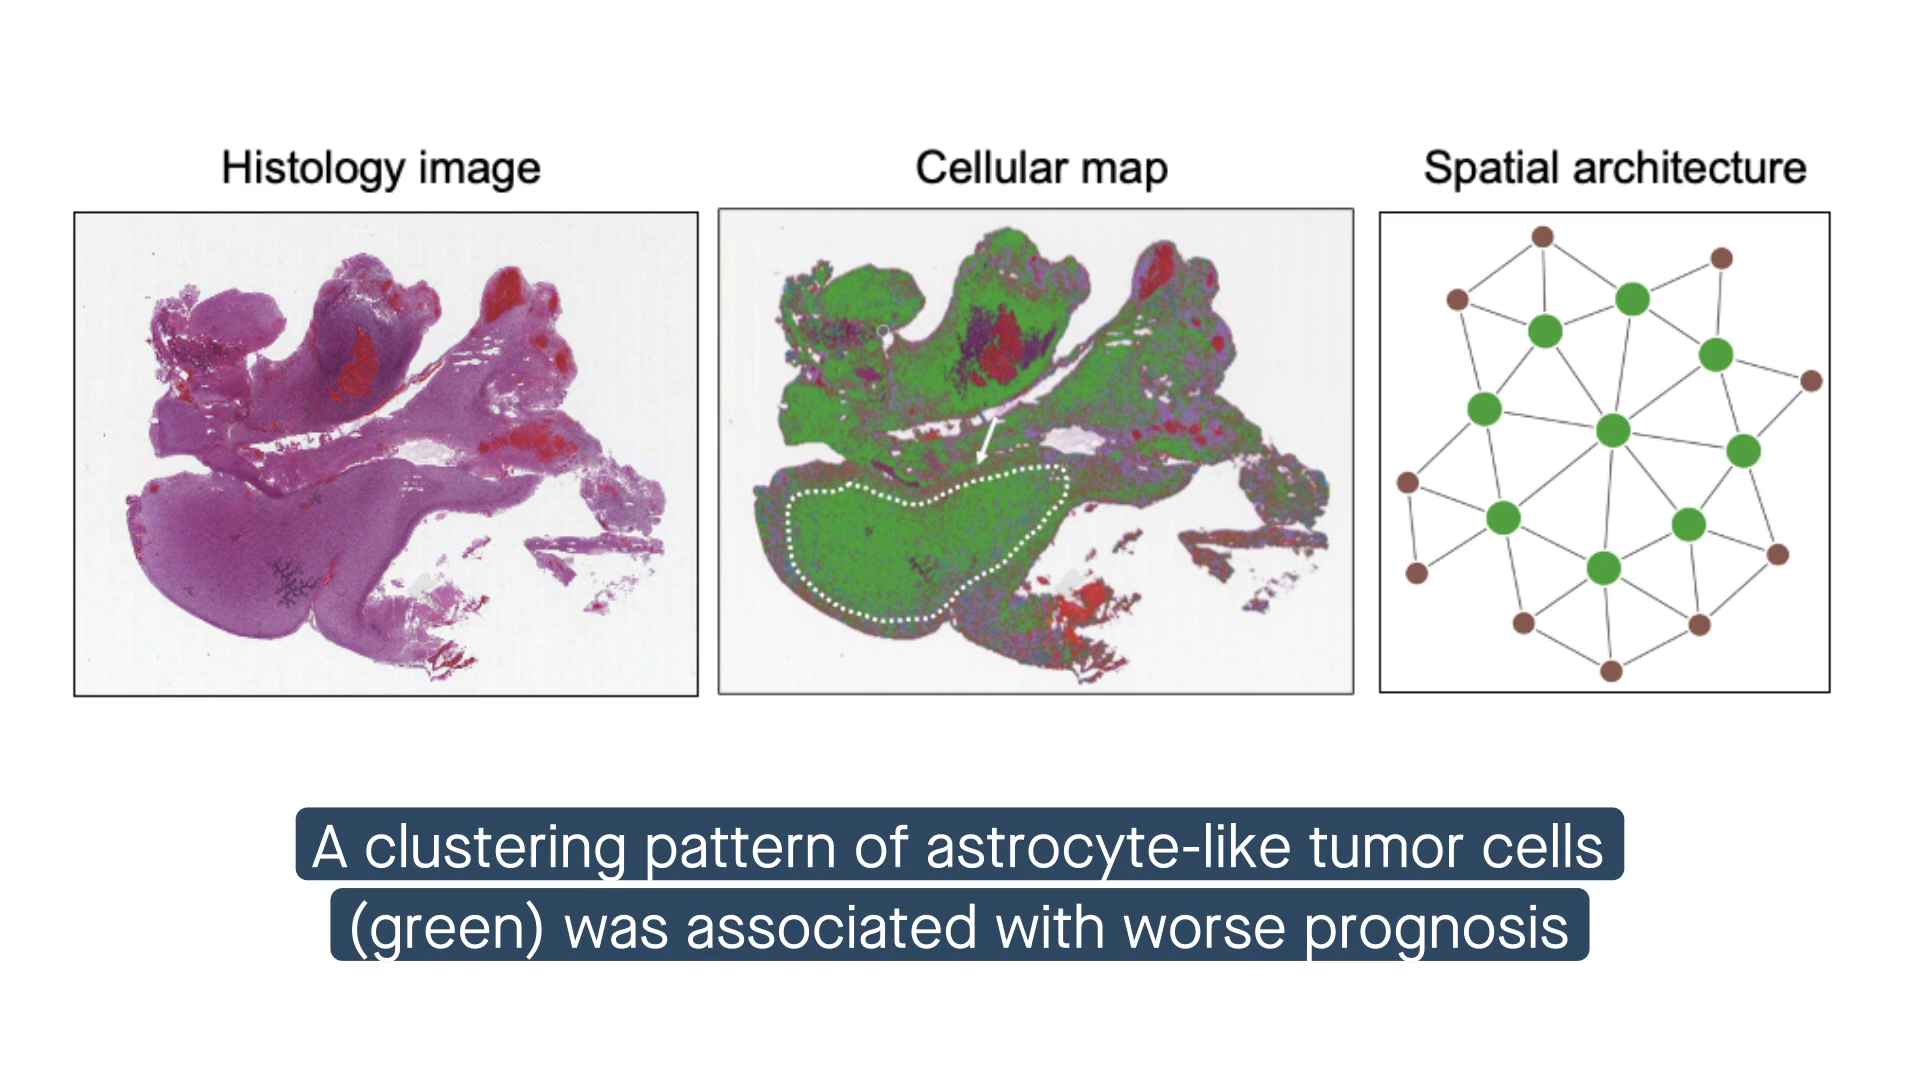 Histology image
Cellular map
Spatial architecture
A clustering pattern of astrocyte-like tumor cells
(green) was associated with worse prognosis